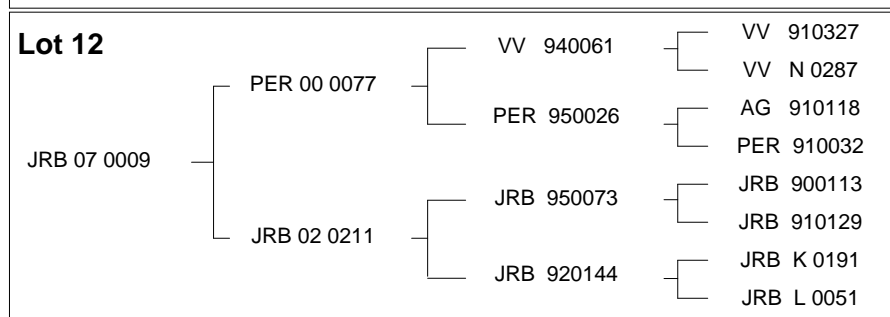 Lot 12
VV 910327
VV 940061
VV N 0287
PER 00 0077
AG 910118
PER 950026
PER 910032
JRB 07 0009
JRB 900113
JRB 950073
JRB 910129
JRB 02 0211
JRB K 0191
JRB 920144
JRB L 0051